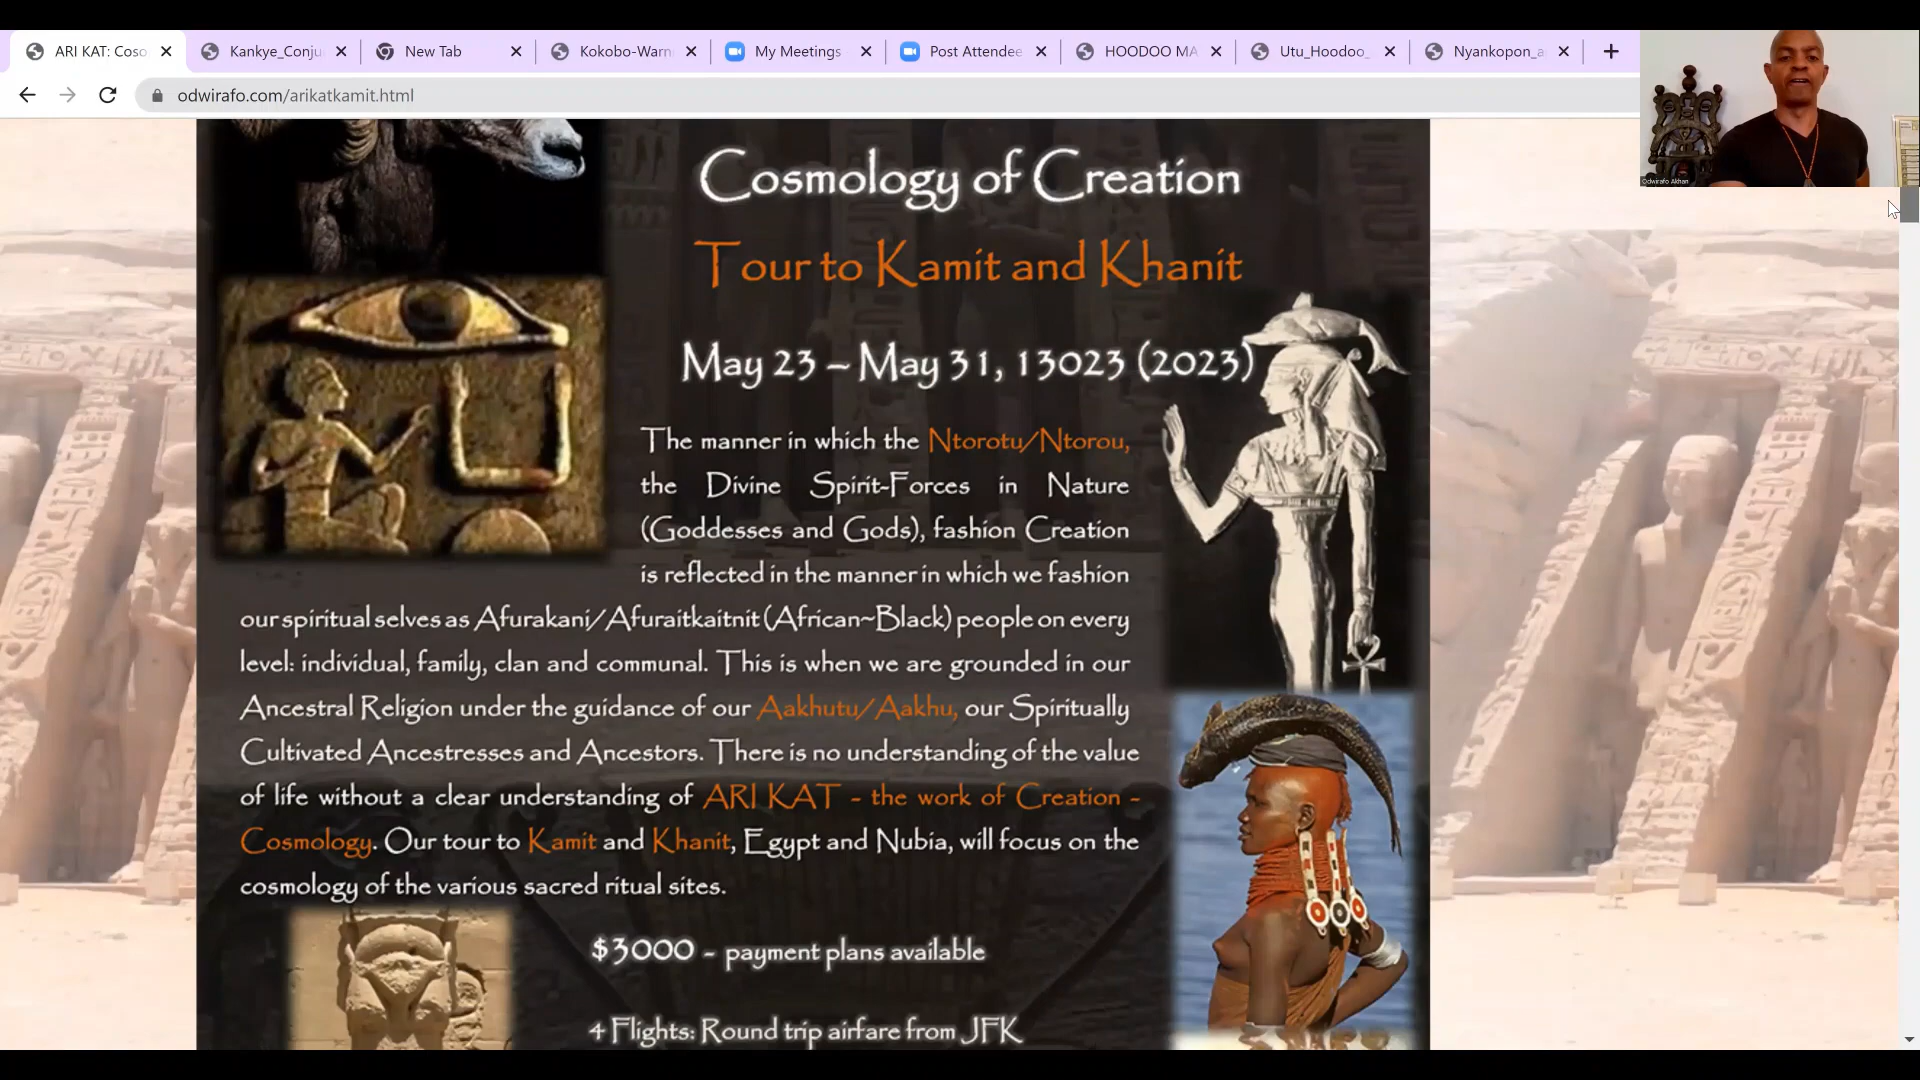 ARI KAT: Coso
Kankye_Conju
New Tab
Kokobo-Warn
My Meetings
Post Attendee
HOODOO MA
Utu_Hoodoo_
Nyankopon_a
odwirafo.com/arikatkamit.html
Odwirafo Akhan
Cosmology of Creation
Tour to Kamit and Khanit
May 23 – May 31, 13023 (2023)
The manner in which the Ntorotu/Ntorou,
the Divine Spirit-Forces in Nature
(Goddesses and Gods), fashion Creation
is reflected in the manner in which we fashion
our spiritual selves as Afurakani/Afuraitkaitnit (African~Black) people on every
level: individual, family, clan and communal. This is when we are grounded in our
Ancestral Religion under the guidance of our Aakhutu/Aakhu, our Spiritually
Cultivated Ancestresses and Ancestors. There is no understanding of the value
of life without a clear understanding of ARI KAT - the work of Creation -
Cosmology. Our tour to Kamit and Khanit, Egypt and Nubia, will focus on the
cosmology of the various sacred ritual sites.
$3000 - payment plans available
4 Flights: Round trip airfare from JFK